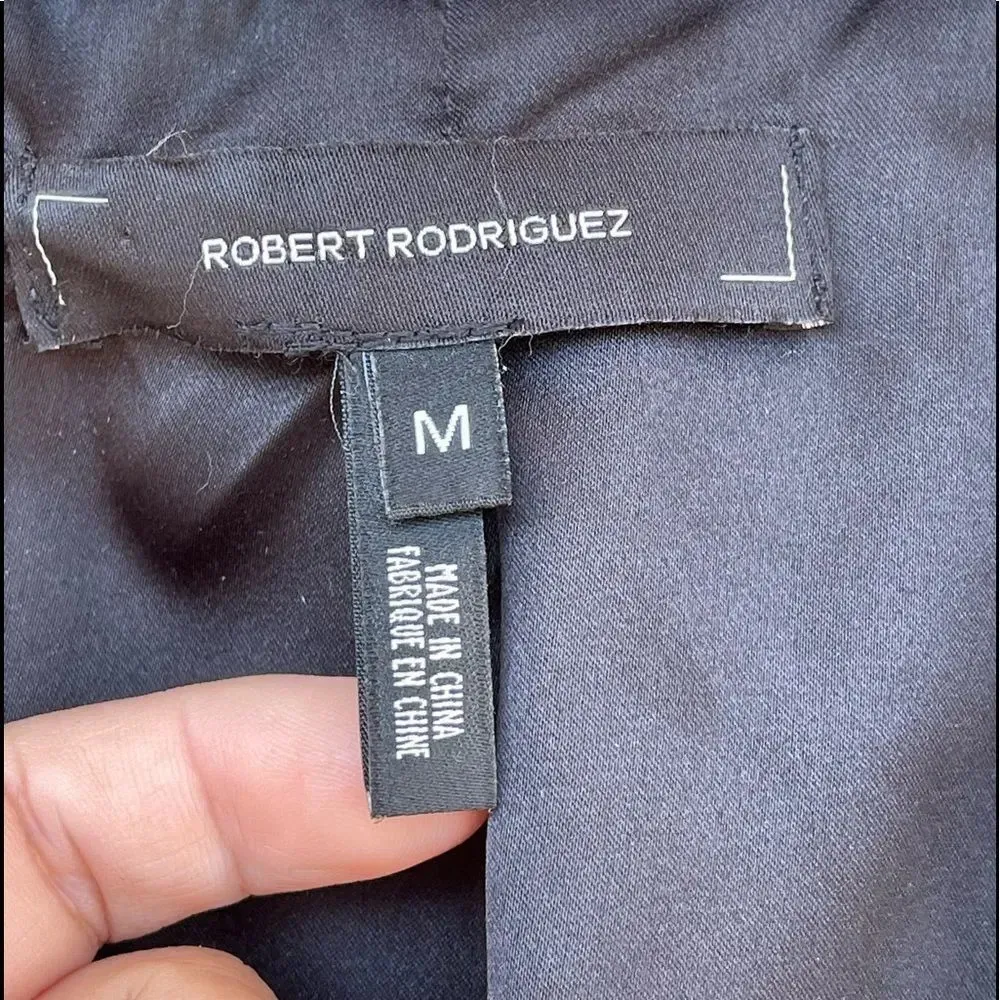 ROBERT RODRIGUEZ
M
MADE IN CHINA
FABRIQUE EN CHINE